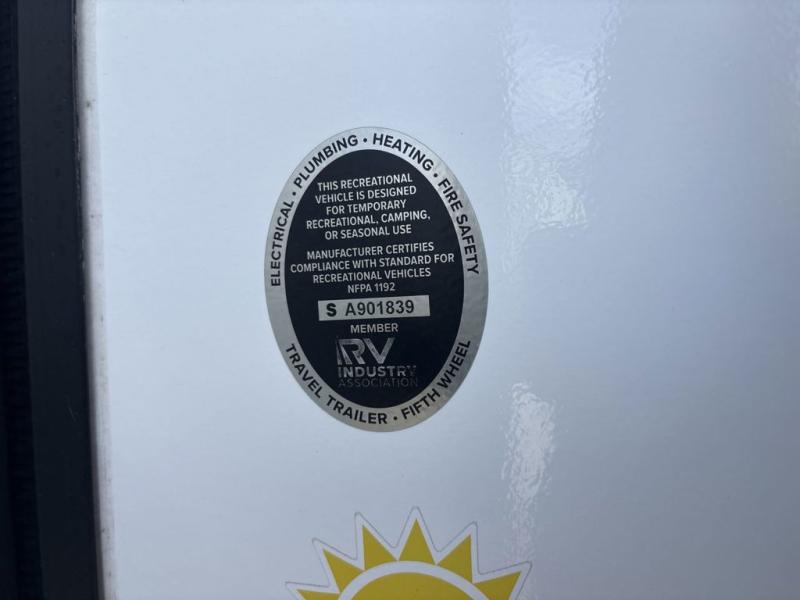 ELECTRICAL • PLUMBING • HEATING • FIRE SAFETY
THIS RECREATIONAL
VEHICLE IS DESIGNED
FOR TEMPORARY
RECREATIONAL, CAMPING,
OR SEASONAL USE
MANUFACTURER CERTIFIES
COMPLIANCE WITH STANDARD FOR
RECREATIONAL VEHICLES
NFPA 1192
S A901839
MEMBER
RV
INDUSTRY
ASSOCIATION
TRAVEL TRAILER • FIFTH WHEEL